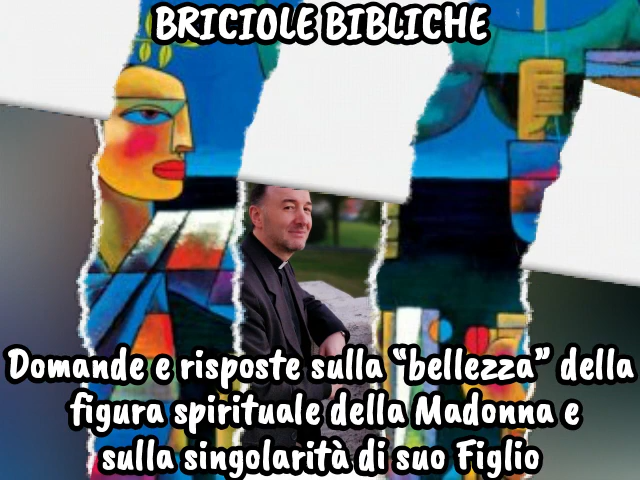 BRICIOLE BIBLICHE
Domande e risposte sulla “bellezza” della
figura spirituale della Madonna e
sulla singolarità di suo Figlio